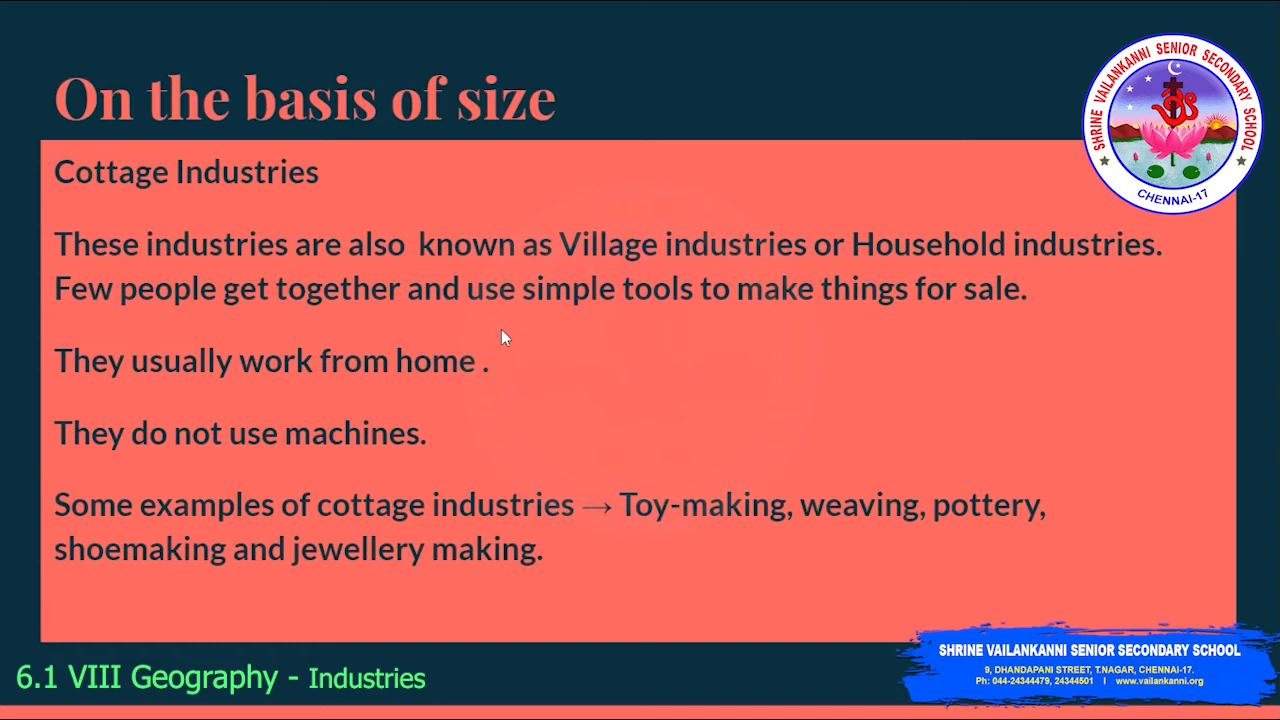 On the basis of size
SHRINE VAILANKANNI SENIOR SECONDARY SCHOOL
CHENNAI-17
Cottage Industries
These industries are also  known as Village industries or Household industries.
Few people get together and use simple tools to make things for sale.
They usually work from home .
They do not use machines.
Some examples of cottage industries → Toy-making, weaving, pottery,
shoemaking and jewellery making.
6.1 VIII Geography - Industries
SHRINE VAILANKANNI SENIOR SECONDARY SCHOOL
9, DHANDAPANI STREET, T.NAGAR, CHENNAI-17.
Ph: 044-24344479, 24344501 I www.vailankanni.org